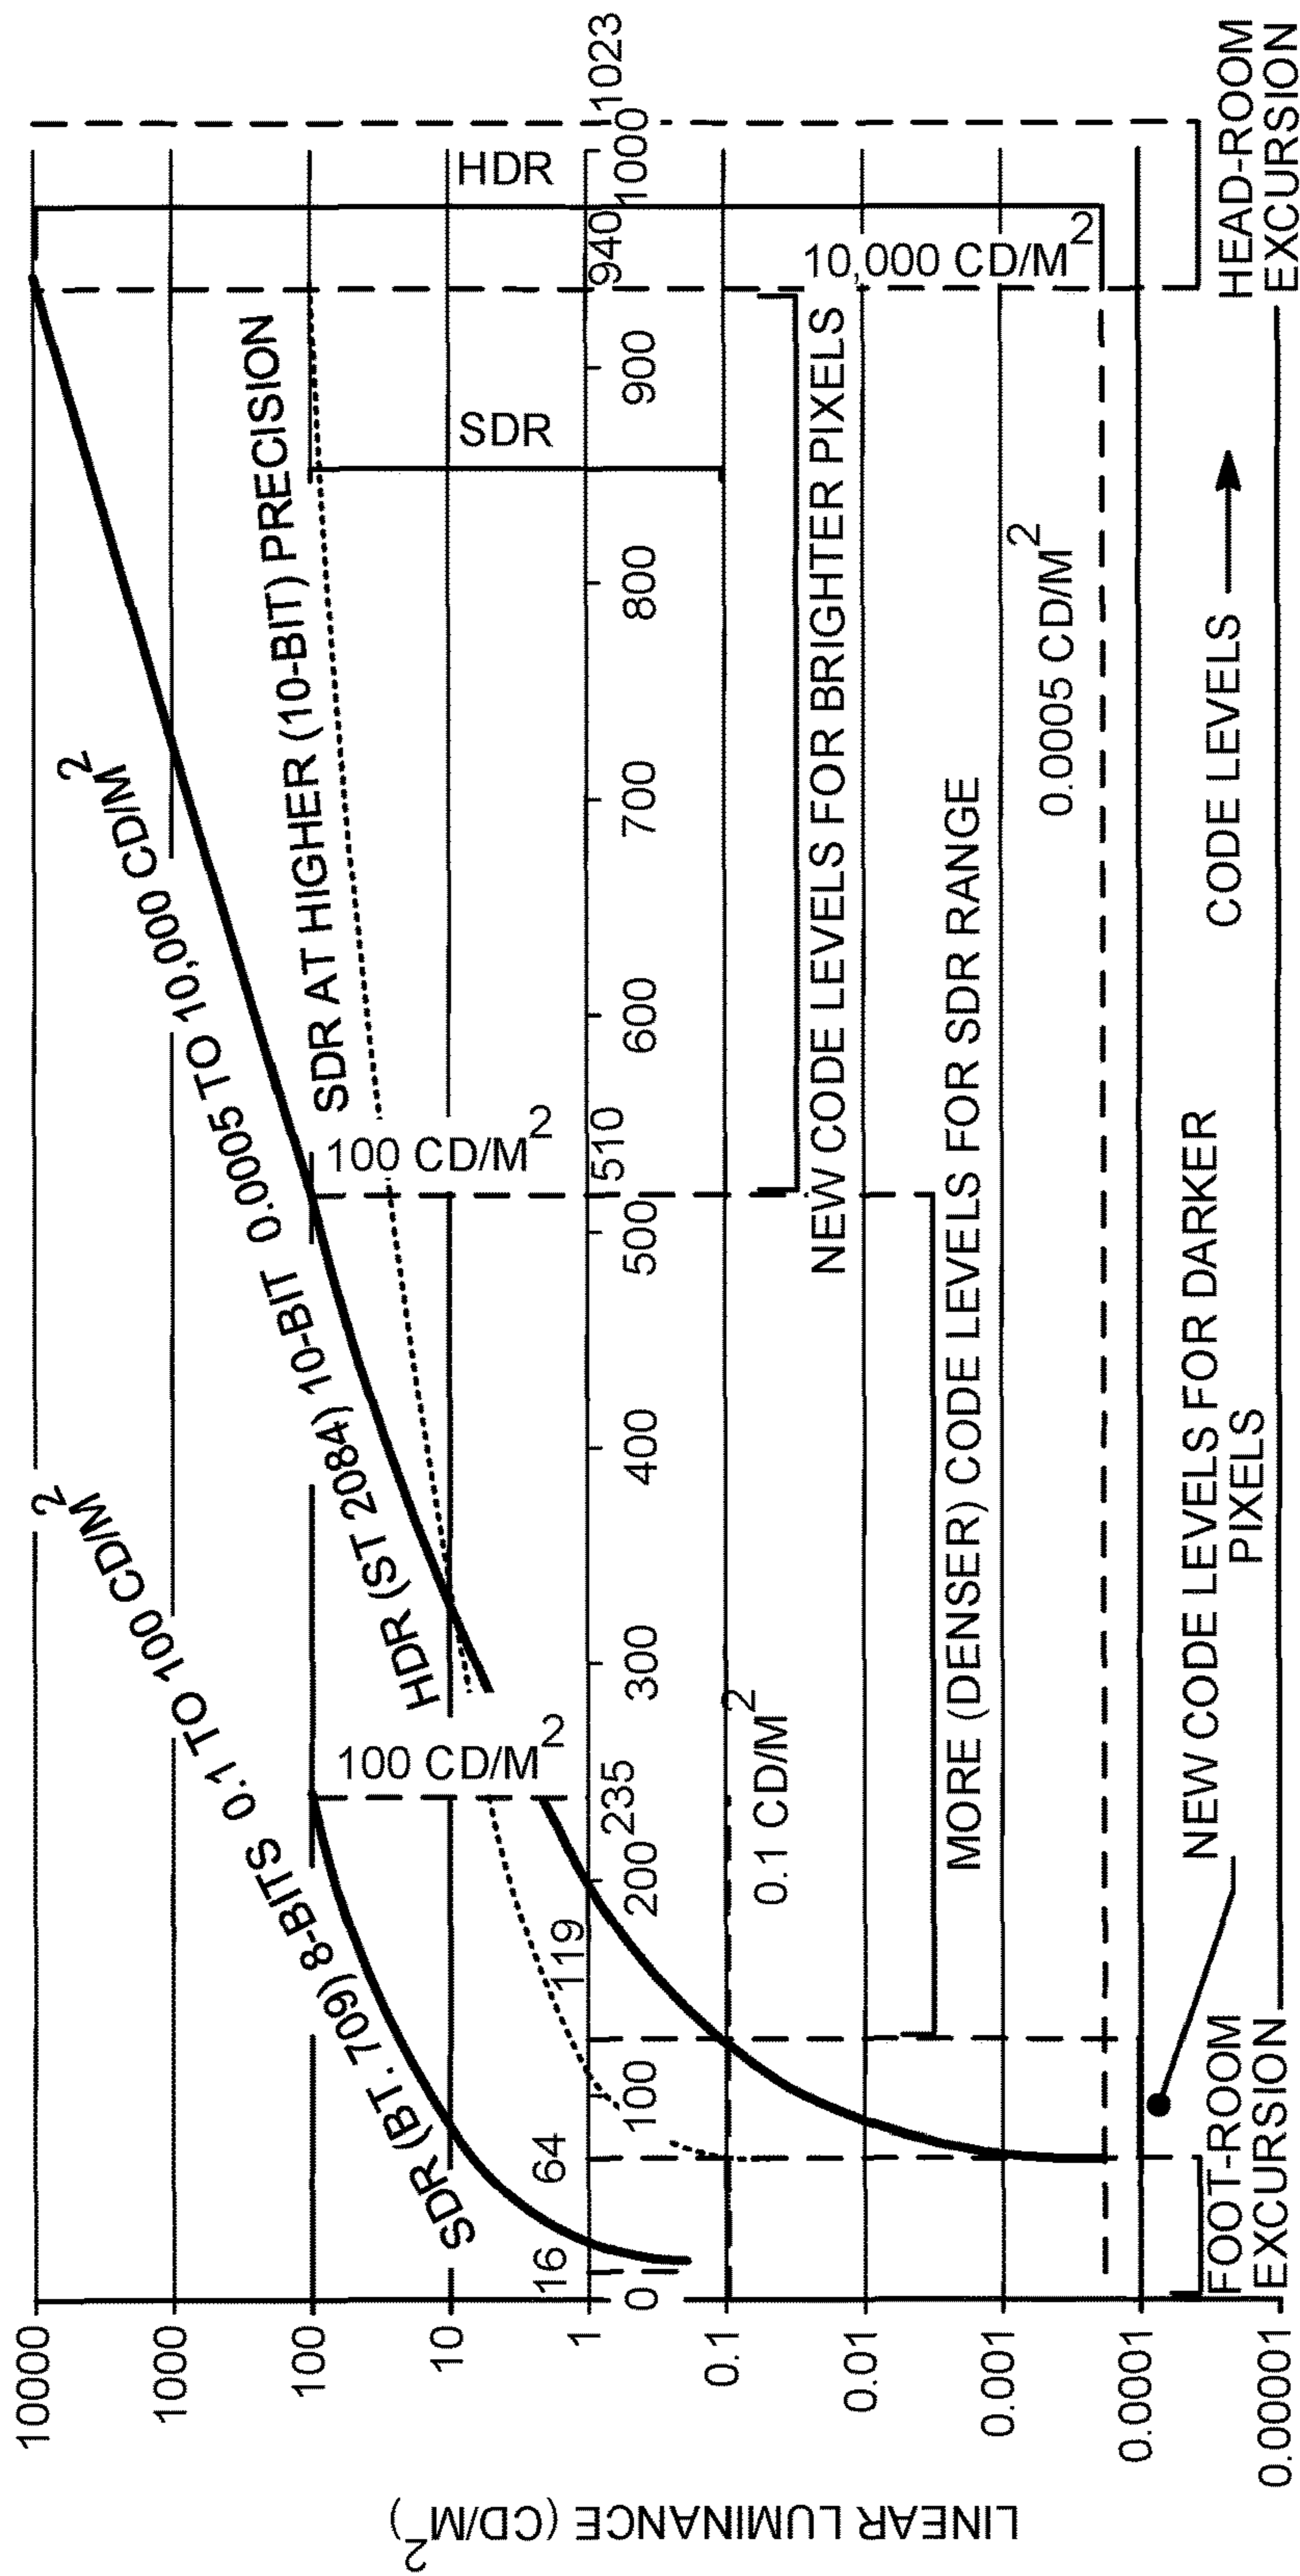 LINEAR LUMINANCE (CD/M²)
10000
1000
100
10
1
0.1
0.01
0.001
0.0001
0.00001
SDR (BT. 709) 8-BITS 0.1 TO 100 CD/M²
HDR (ST 2084) 10-BIT 0.0005 TO 10,000 CD/M²
SDR AT HIGHER (10-BIT) PRECISION
100 CD/M²
100 CD/M²
HDR
SDR
16
64
119
235
510
940
1023
0
100
200
300
400
500
600
700
800
900
1000
0.1 CD/M²
10,000 CD/M²
NEW CODE LEVELS FOR BRIGHTER PIXELS
MORE (DENSER) CODE LEVELS FOR SDR RANGE
0.0005 CD/M²
NEW CODE LEVELS FOR DARKER
PIXELS
CODE LEVELS
FOOT-ROOM
EXCURSION
HEAD-ROOM
EXCURSION